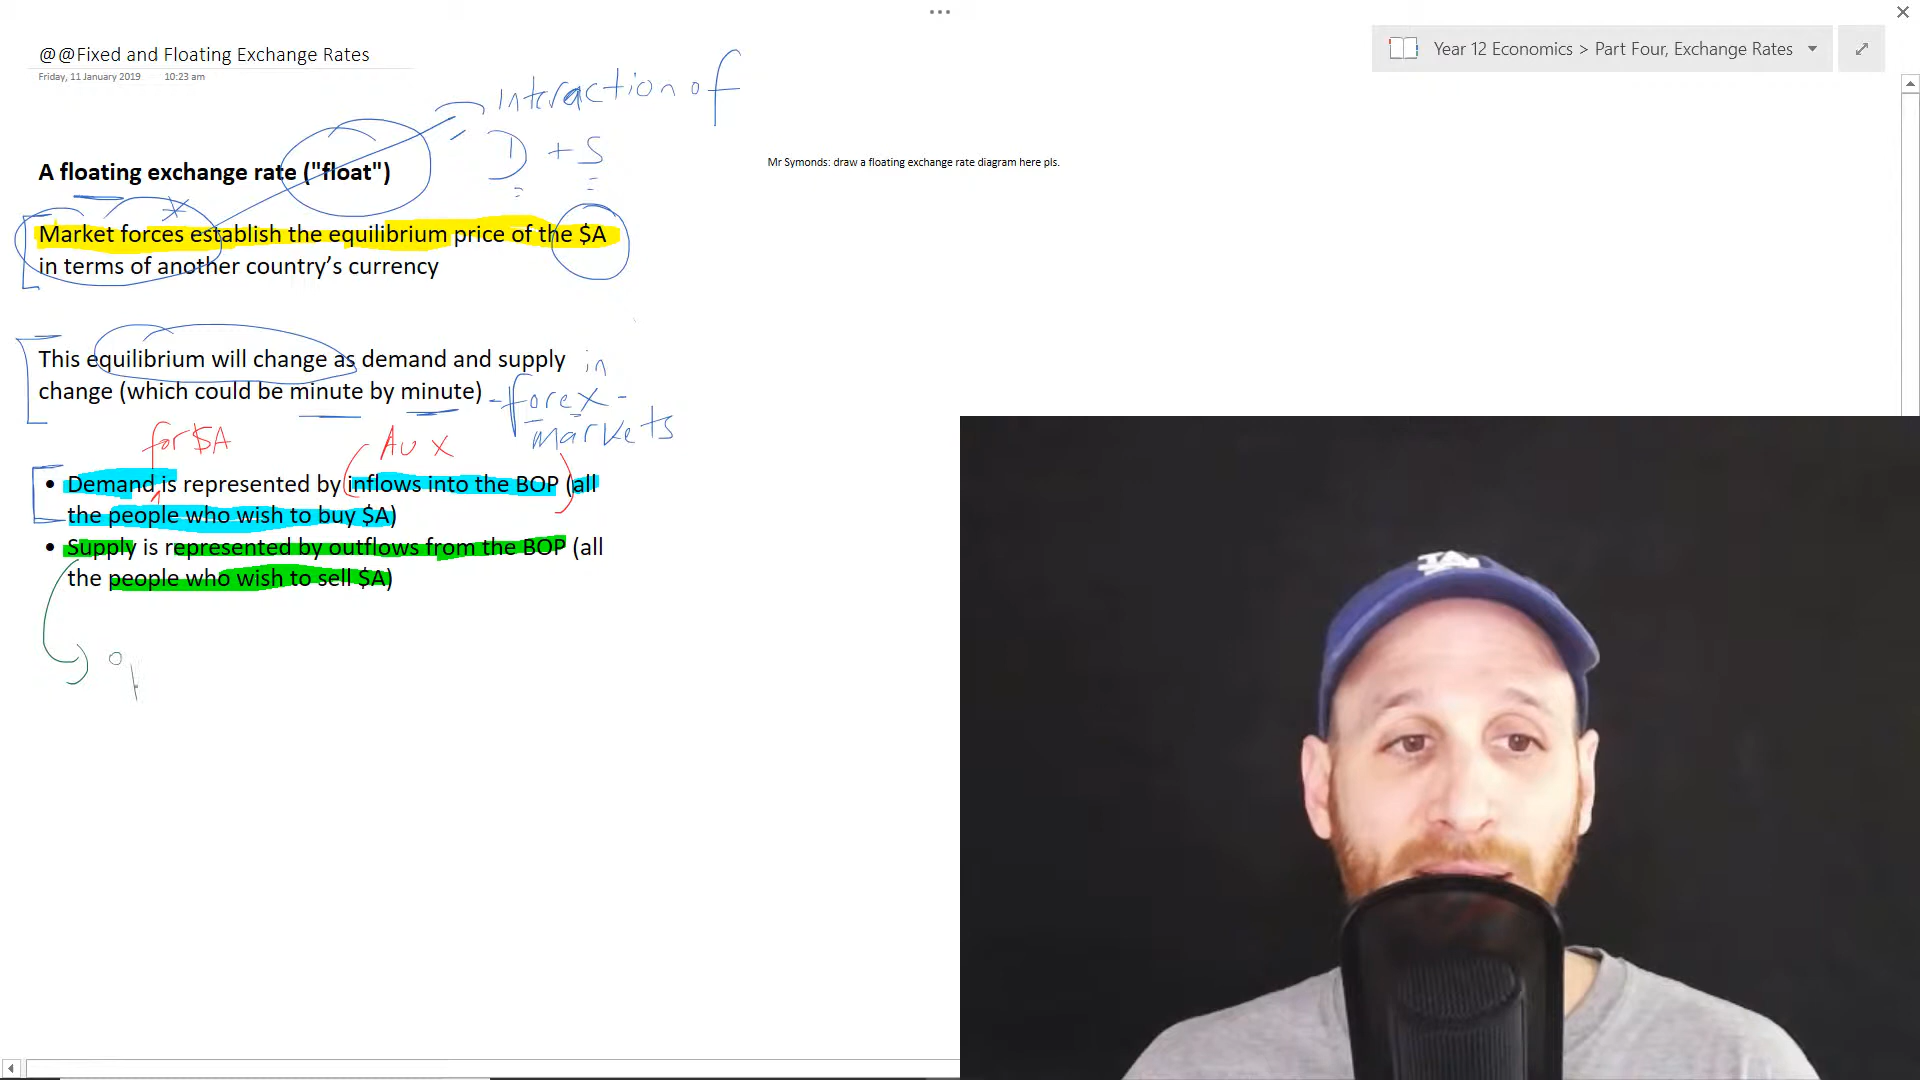 @@Fixed and Floating Exchange Rates
Friday, 11 January 2019 10:23 am
Year 12 Economics > Part Four, Exchange Rates
Interaction of
D + S
Mr Symonds: draw a floating exchange rate diagram here pls.
A floating exchange rate ("float")
Market forces establish the equilibrium price of the $A
in terms of another country’s currency
This equilibrium will change as demand and supply
in
change (which could be minute by minute)
-forex-
markets
for $A
Au X
• Demand is represented by inflows into the BOP (all
the people who wish to buy $A)
• Supply is represented by outflows from the BOP (all
the people who wish to sell $A)
LA